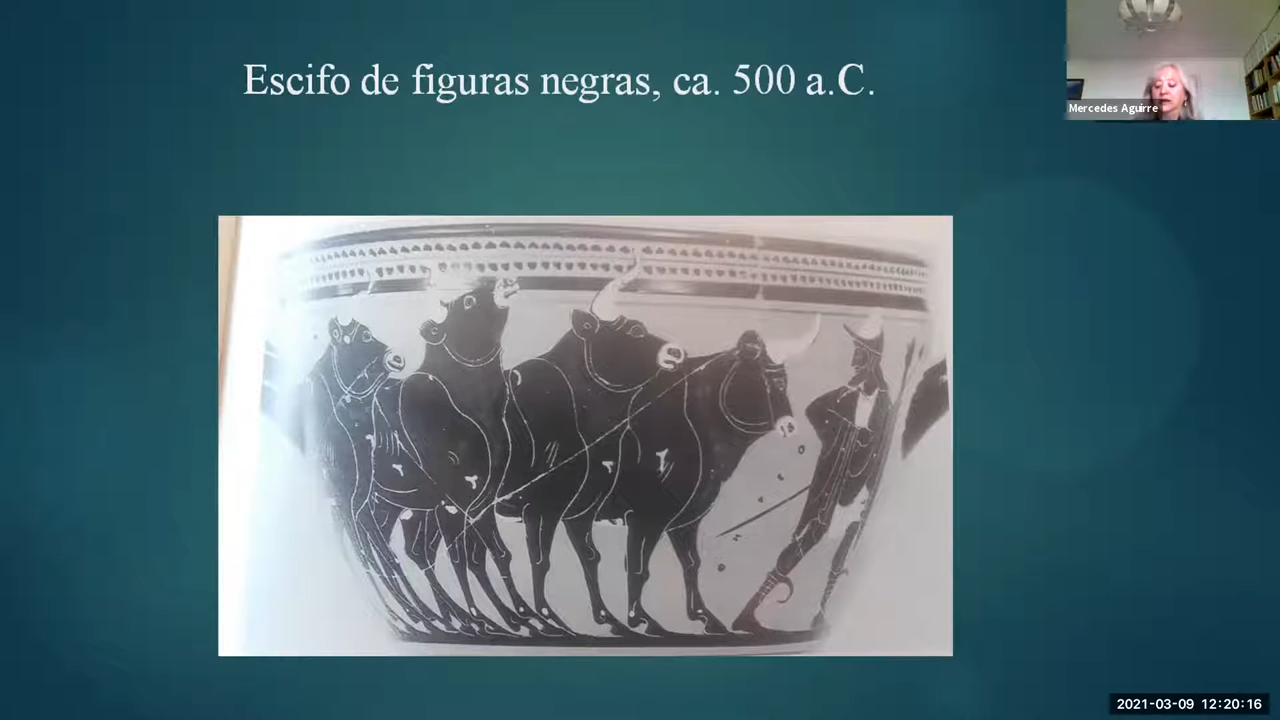 Escifo de figuras negras, ca. 500 a.C.
Mercedes Aguirre
2021-03-09 12:20:16